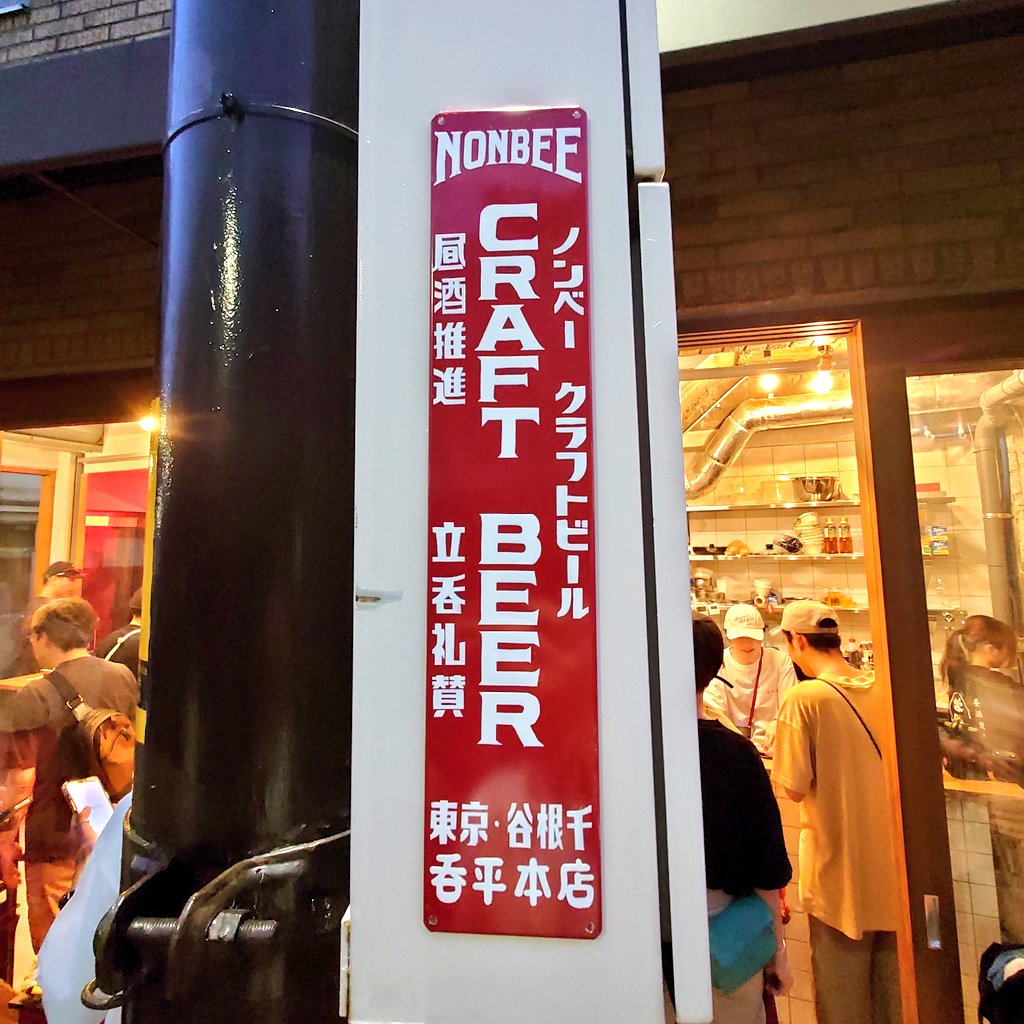 NONBEE
ノンベー クラフトビール
CRAFT BEER
昼酒推進 立呑礼賛
東京・谷根千
呑平本店